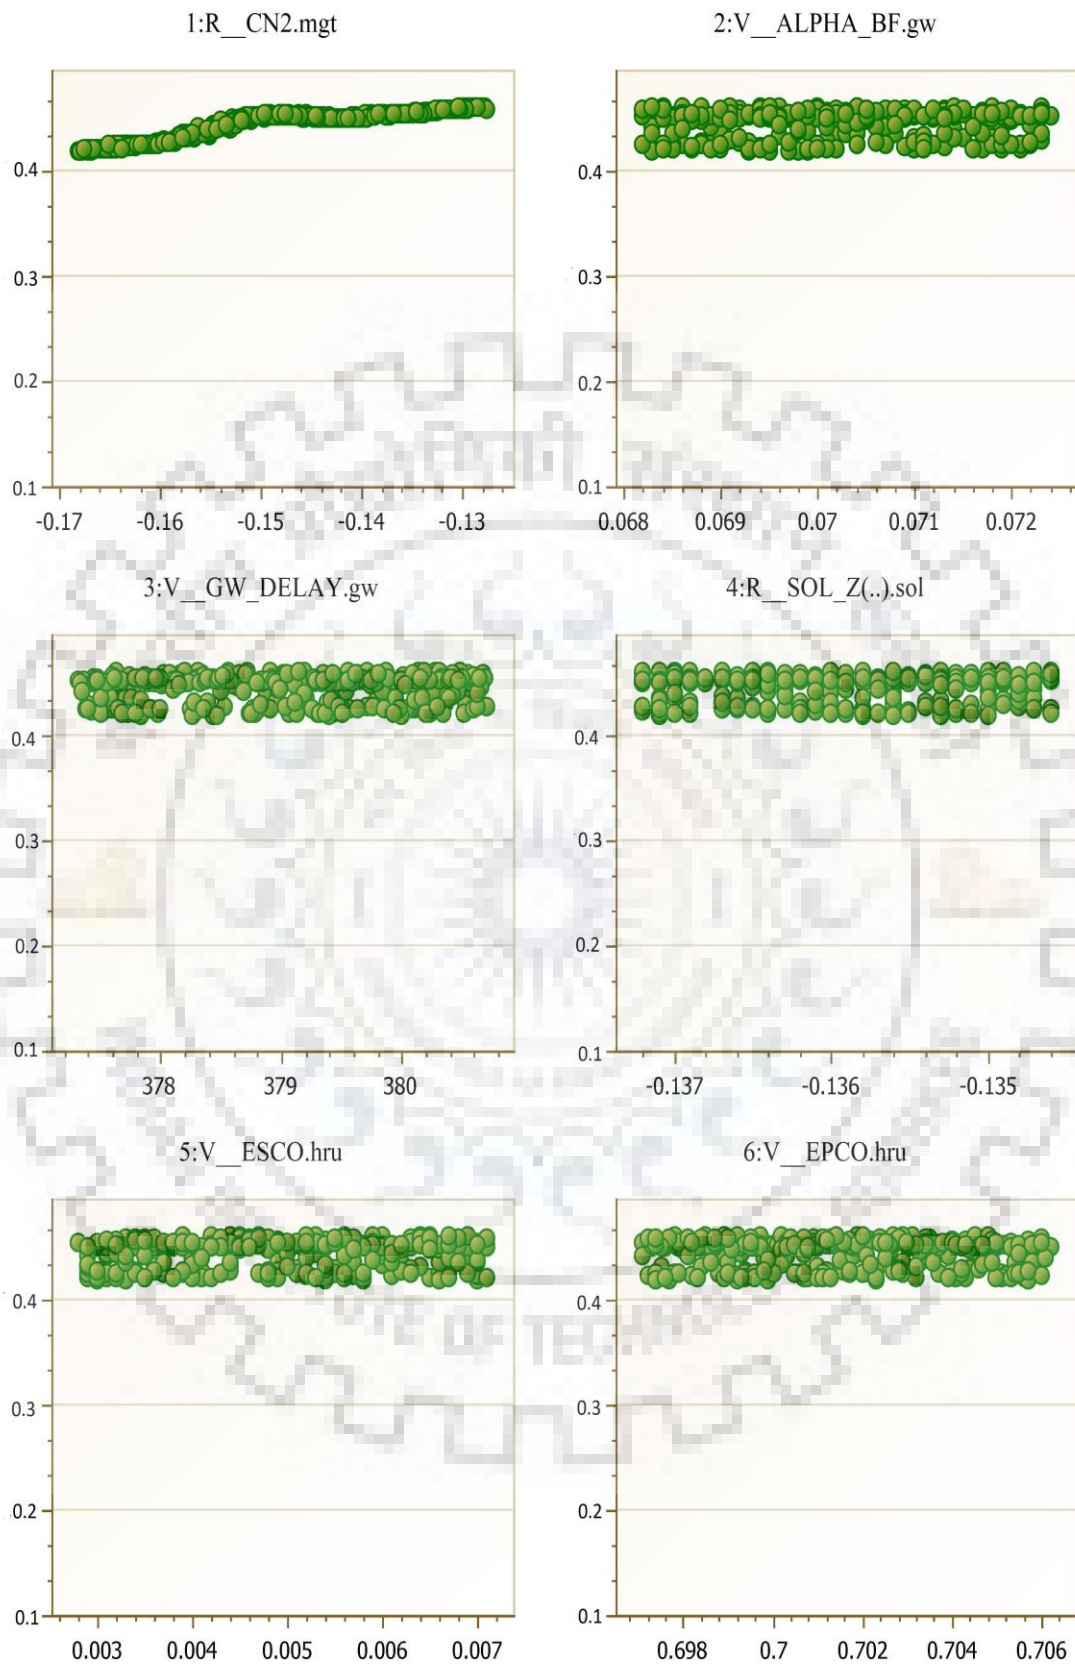 1:R__CN2.mgt 2:V__ALPHA_BF.gw
0.4 0.4
0.3 0.3
0.2 0.2
0.1 0.1
-0.17 -0.16 -0.15 -0.14 -0.13 0.068 0.069 0.07 0.071 0.072
3:V__GW_DELAY.gw 4:R__SOL_Z(..).sol
0.4 0.4
0.3 0.3
0.2 0.2
0.1 0.1
378 379 380 -0.137 -0.136 -0.135
5:V__ESCO.hru 6:V__EPCO.hru
0.4 0.4
OF TECHN
0.3 0.3
0.2 0.2
0.1 0.1
0.003 0.004 0.005 0.006 0.007 0.698 0.7 0.702 0.704 0.706